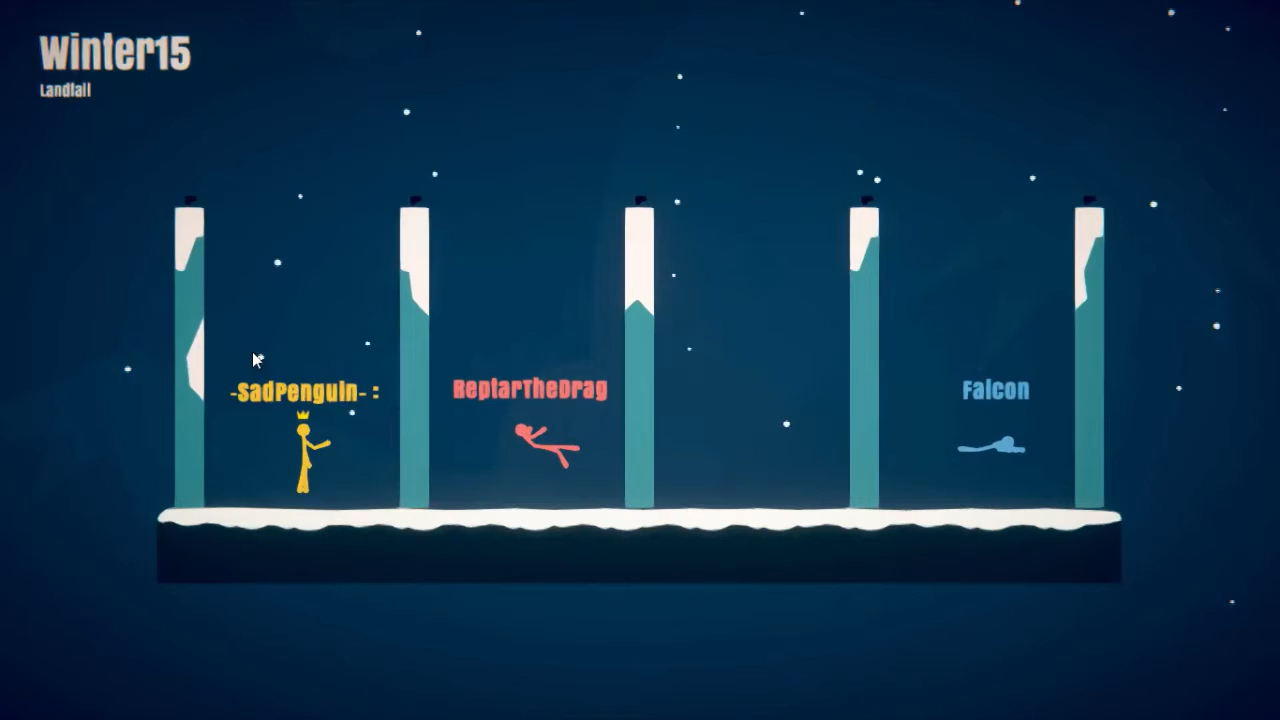 Winter15
Landfall
-SadPenguin- :
ReptarTheDrag
Falcon